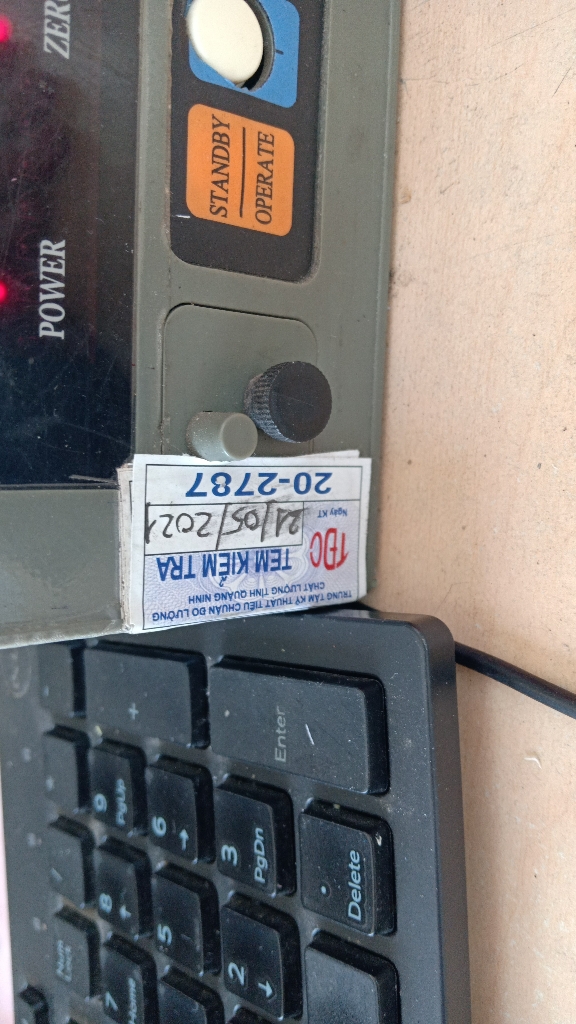 ZERO
POWER
STANDBY
OPERATE
TRUNG TÂM KỸ THUẬT TIÊU CHUẨN ĐO LƯỜNG
CHẤT LƯỢNG TỈNH QUẢNG NINH
TĐC
TEM KIỂM TRA
Ngày KT
21/05/2021
20-2787
+
Enter
9
PgUp
6
→
3
PgDn
.
Delete
/
8
↑
5
2
↓
Num
Lock
7
Home